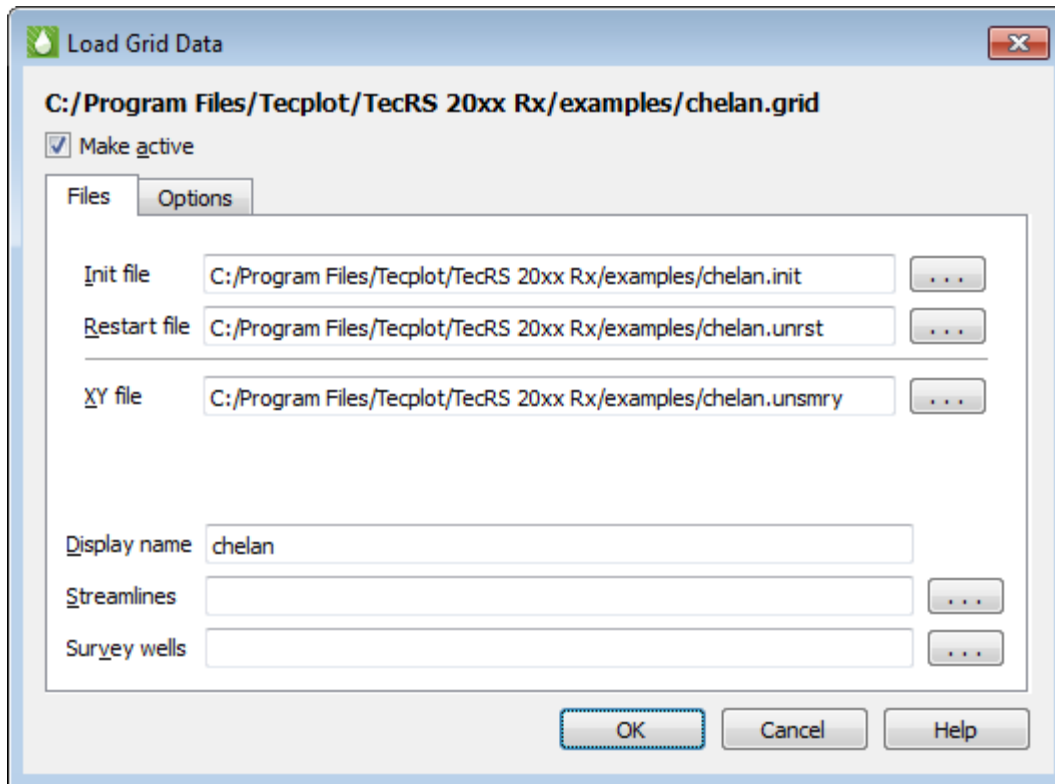 Load Grid Data
C:/Program Files/Tecplot/TecRS 20xx Rx/examples/chelan.grid
Make active
Files Options
Init file C:/Program Files/Tecplot/TecRS 20xx Rx/examples/chelan.init ...
Restart file C:/Program Files/Tecplot/TecRS 20xx Rx/examples/chelan.unrst ...
XY file C:/Program Files/Tecplot/TecRS 20xx Rx/examples/chelan.unsmry ...
Display name chelan
Streamlines ...
Survey wells ...
OK Cancel Help